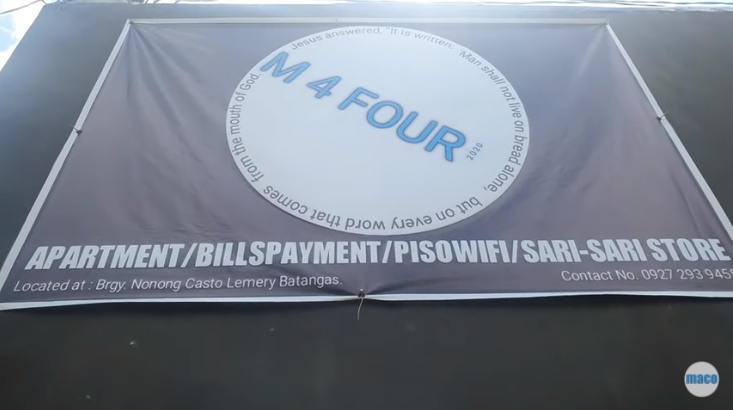 Jesus answered, "It is written: 'Man shall not live on bread alone, but on every word that comes from the mouth of God.
M 4 FOUR
2020
APARTMENT/BILLSPAYMENT/PISOWIFI/SARI-SARI STORE
Located at : Brgy. Nonong Casto Lemery Batangas.
Contact No. 0927 293 945
maco